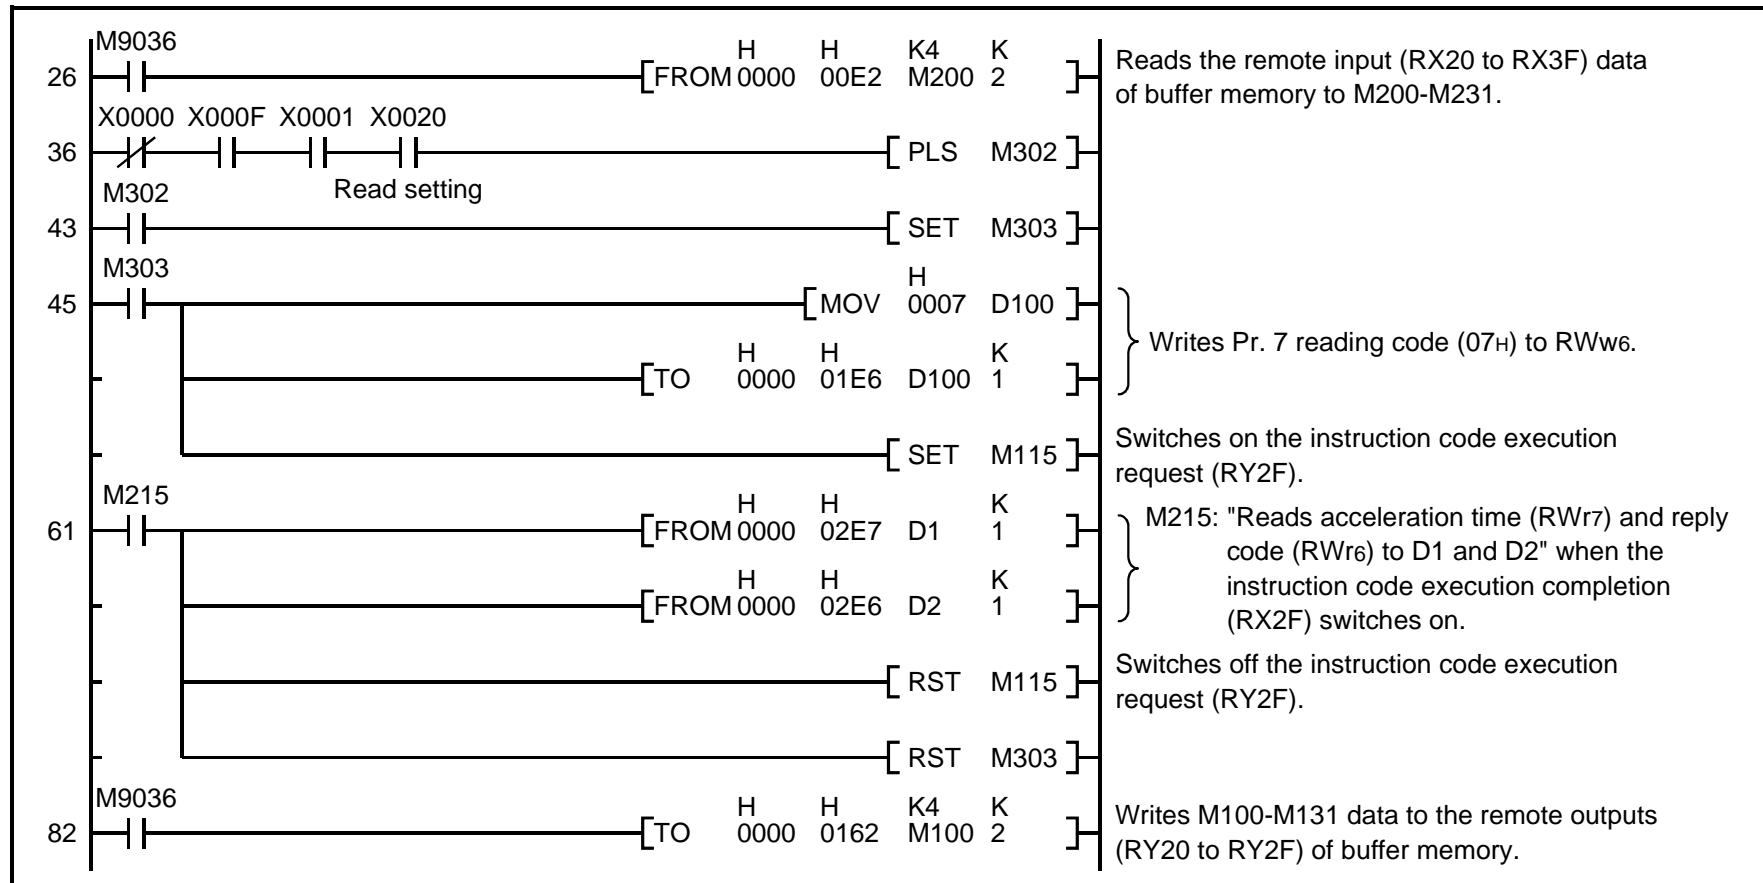 M9036
H H K4 K
26 FROM 0000 00E2 M200 2
Reads the remote input (RX20 to RX3F) data
of buffer memory to M200-M231.
X0000 X000F X0001 X0020
36 PLS M302
Read setting
M302
43 SET M303
M303
H
45 MOV 0007 D100
Writes Pr. 7 reading code (07H) to RWw6.
H H K
TO 0000 01E6 D100 1
SET M115
Switches on the instruction code execution
request (RY2F).
M215
H H K
61 FROM 0000 02E7 D1 1
H H K
FROM 0000 02E6 D2 1
M215: "Reads acceleration time (RWr7) and reply
code (RWr6) to D1 and D2" when the
instruction code execution completion
(RX2F) switches on.
RST M115
Switches off the instruction code execution
request (RY2F).
RST M303
M9036
H H K4 K
82 TO 0000 0162 M100 2
Writes M100-M131 data to the remote outputs
(RY20 to RY2F) of buffer memory.